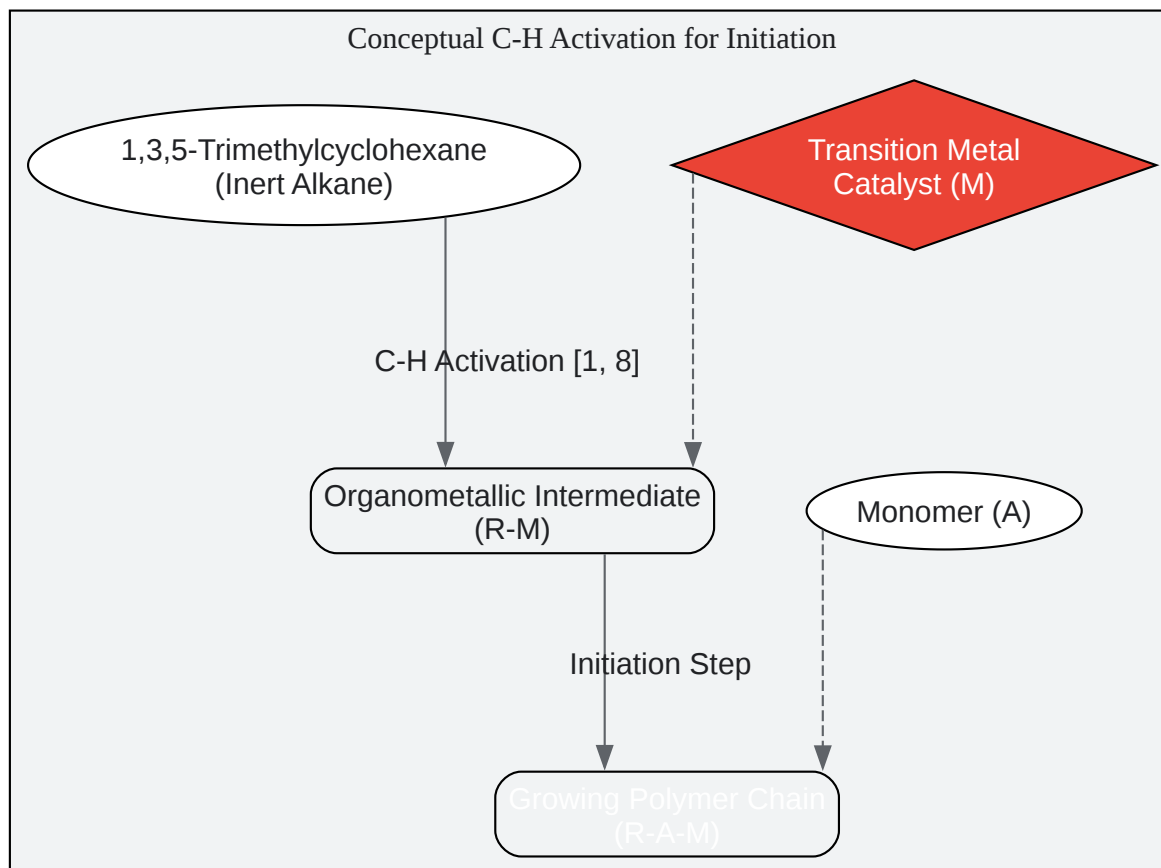 Conceptual C-H Activation for Initiation
1,3,5-Trimethylcyclohexane
(Inert Alkane)
Transition Metal
Catalyst (M)
C-H Activation [1, 8]
Organometallic Intermediate
(R-M)
Monomer (A)
Initiation Step
Growing Polymer Chain
(R-A-M)